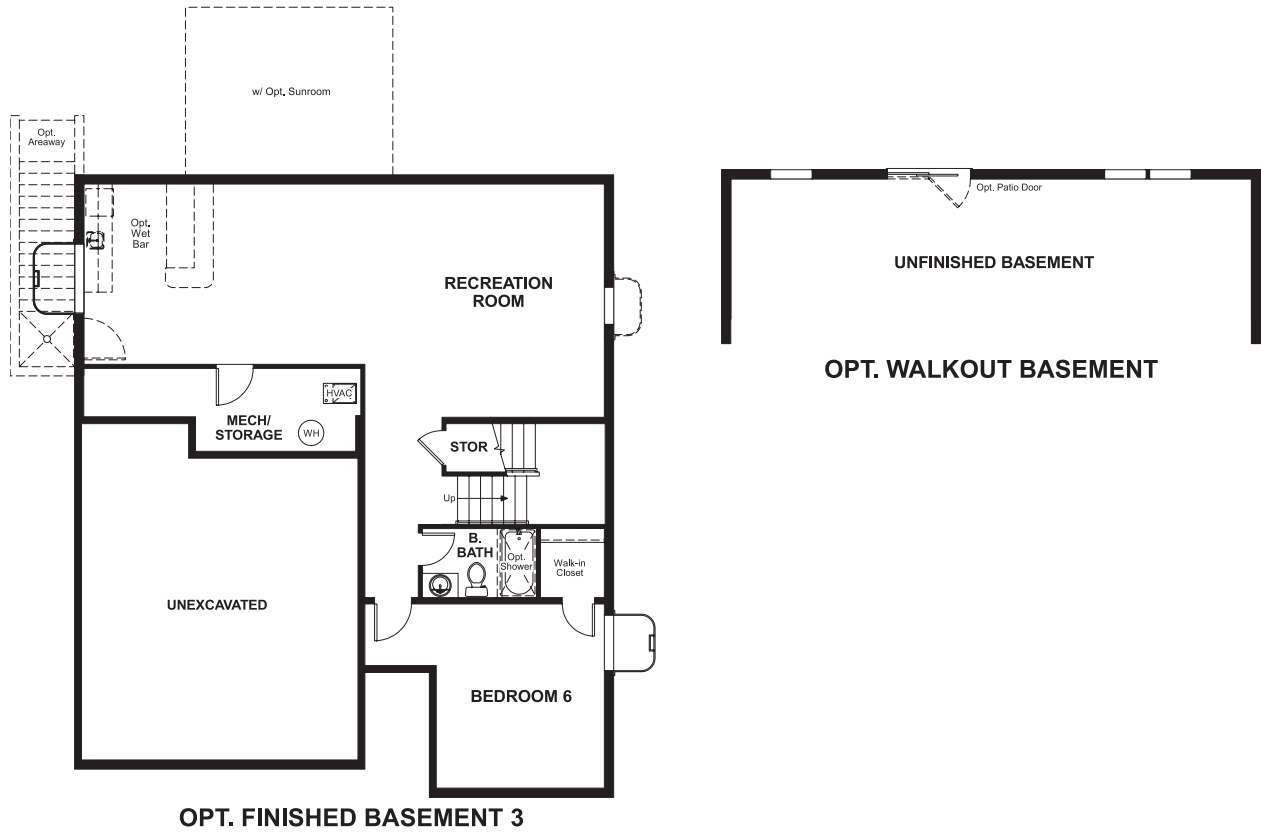 w/ Opt. Sunroom
Opt.
Areaway
Opt.
Wet
Bar
RECREATION
ROOM
HVAC
MECH/
STORAGE
WH
STOR
Up
B.
BATH
Opt.
Shower
Walk-in
Closet
UNEXCAVATED
BEDROOM 6
OPT. FINISHED BASEMENT 3
Opt. Patio Door
UNFINISHED BASEMENT
OPT. WALKOUT BASEMENT